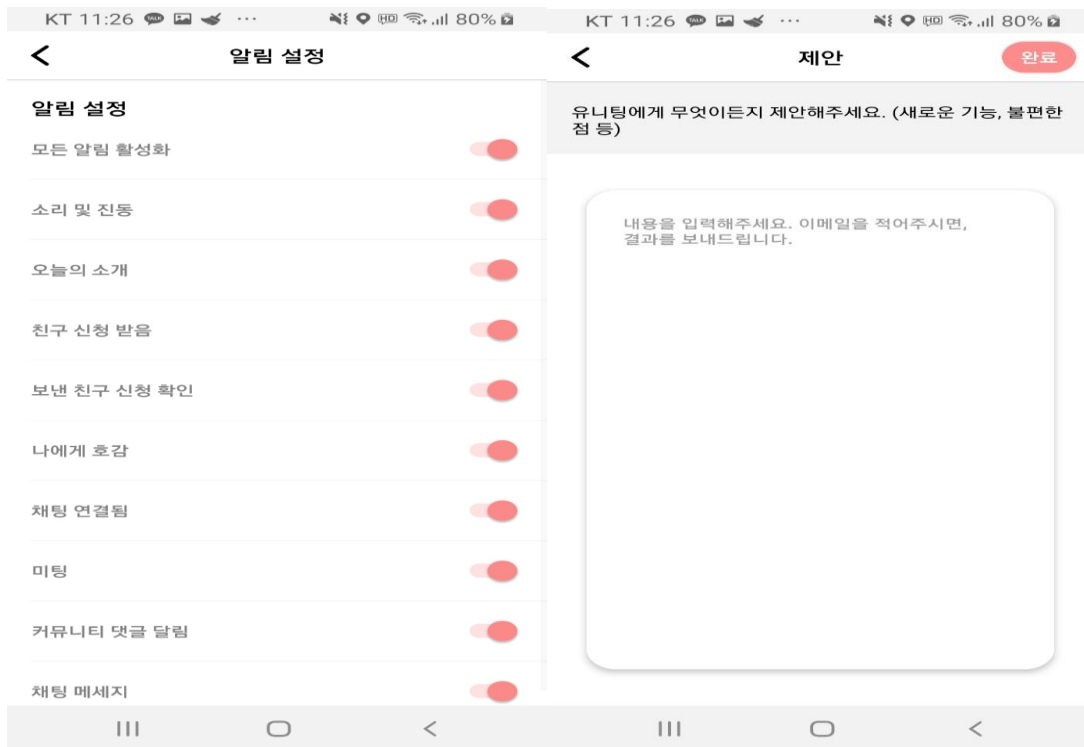 KT 11:26 TALK ··· HD 80%
알림 설정
알림 설정
모든 알림 활성화
소리 및 진동
오늘의 소개
친구 신청 받음
보낸 친구 신청 확인
나에게 호감
채팅 연결됨
미팅
커뮤니티 댓글 달림
채팅 메세지
KT 11:26 TALK ··· HD 80%
제안 완료
유니팅에게 무엇이든지 제안해주세요. (새로운 기능, 불편한
점 등)
내용을 입력해주세요. 이메일을 적어주시면,
결과를 보내드립니다.